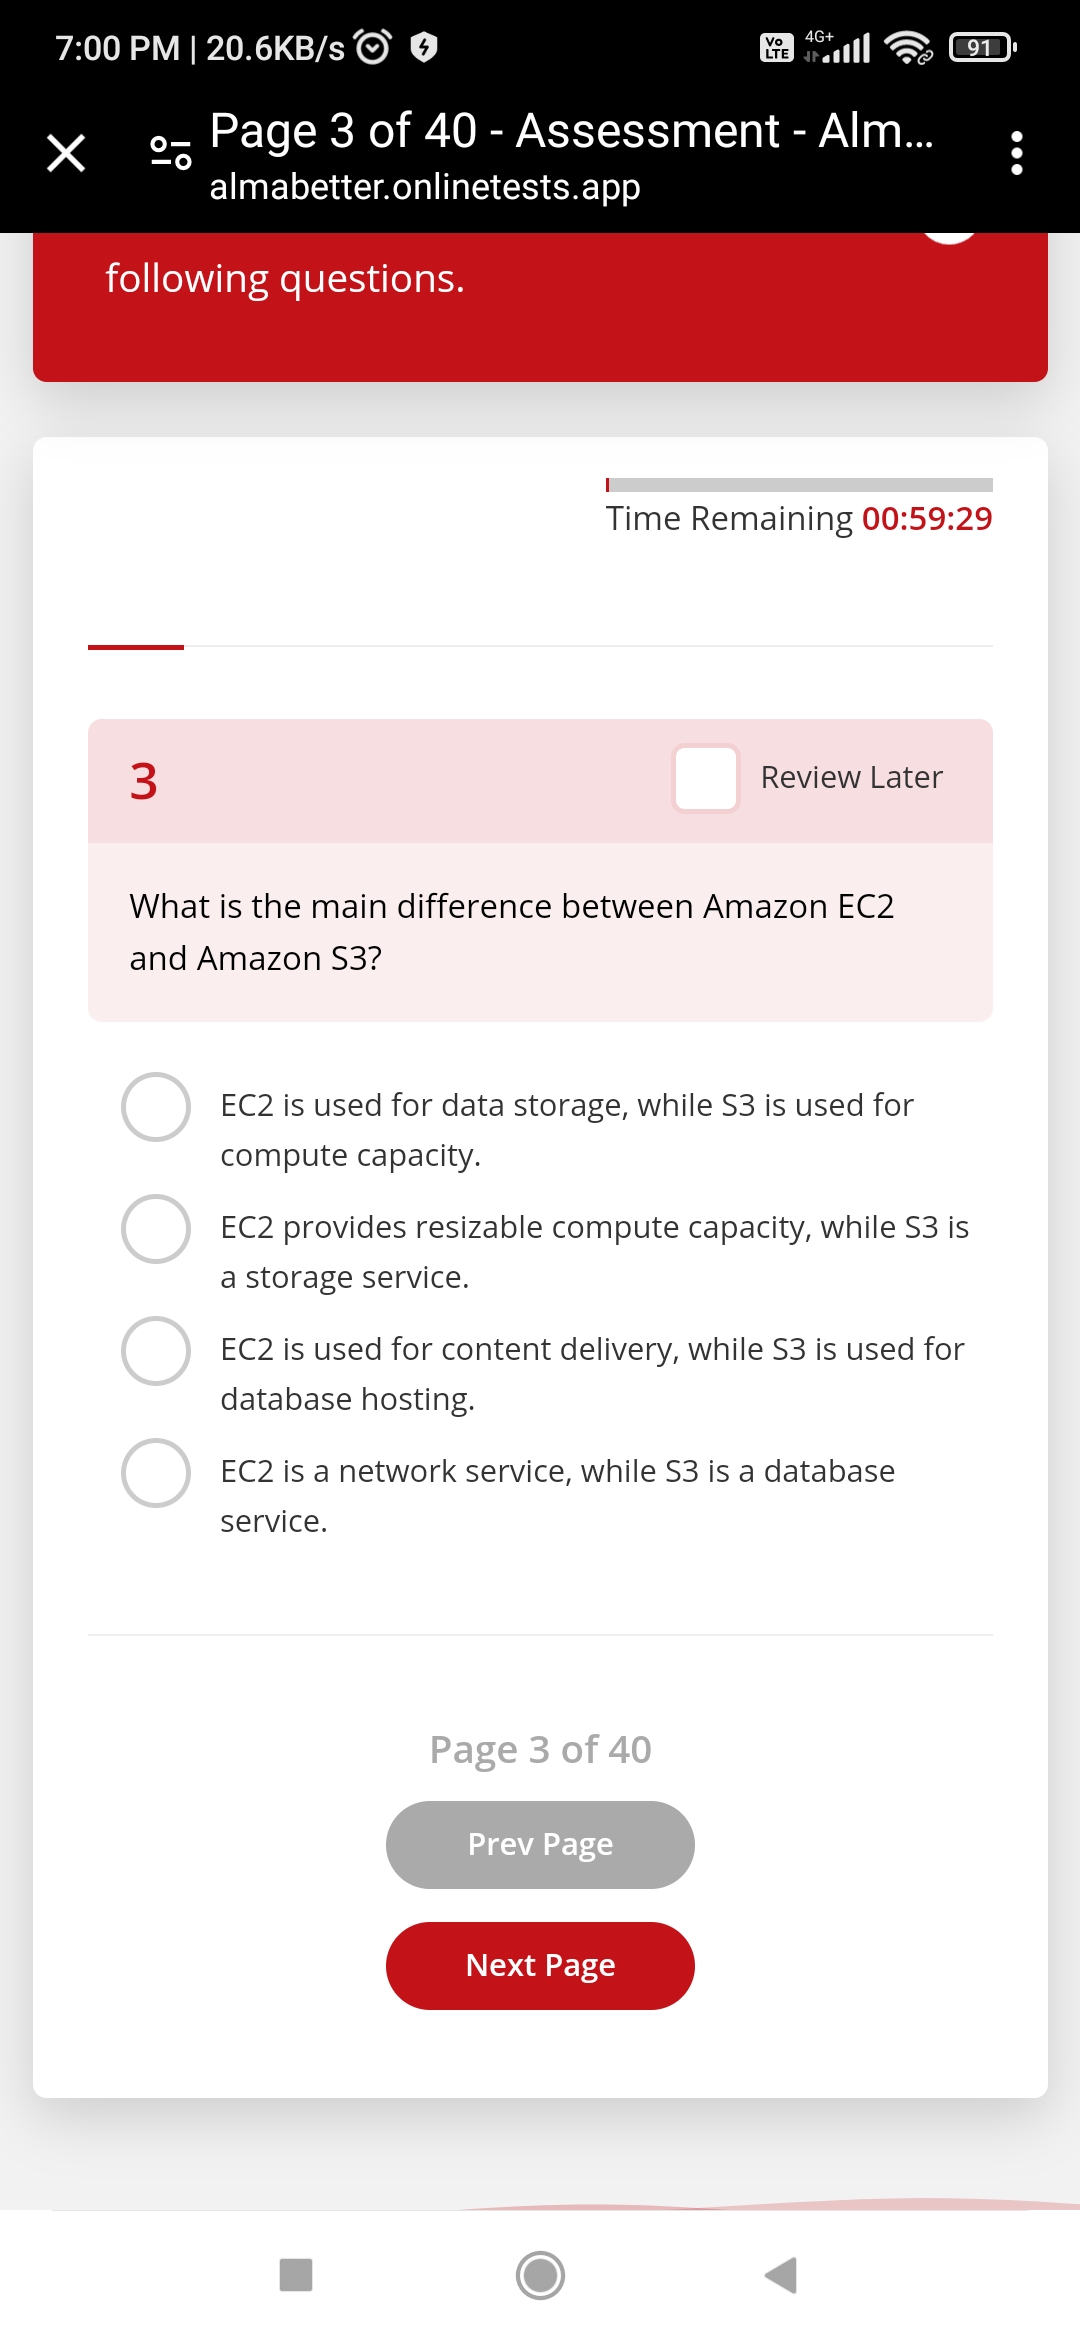 7:00 PM | 20.6KB/s
Vo LTE 4G+ 91
Page 3 of 40 - Assessment - Alm...
almabetter.onlinetests.app
following questions.
Time Remaining 00:59:29
3
Review Later
What is the main difference between Amazon EC2
and Amazon S3?
EC2 is used for data storage, while S3 is used for
compute capacity.
EC2 provides resizable compute capacity, while S3 is
a storage service.
EC2 is used for content delivery, while S3 is used for
database hosting.
EC2 is a network service, while S3 is a database
service.
Page 3 of 40
Prev Page
Next Page